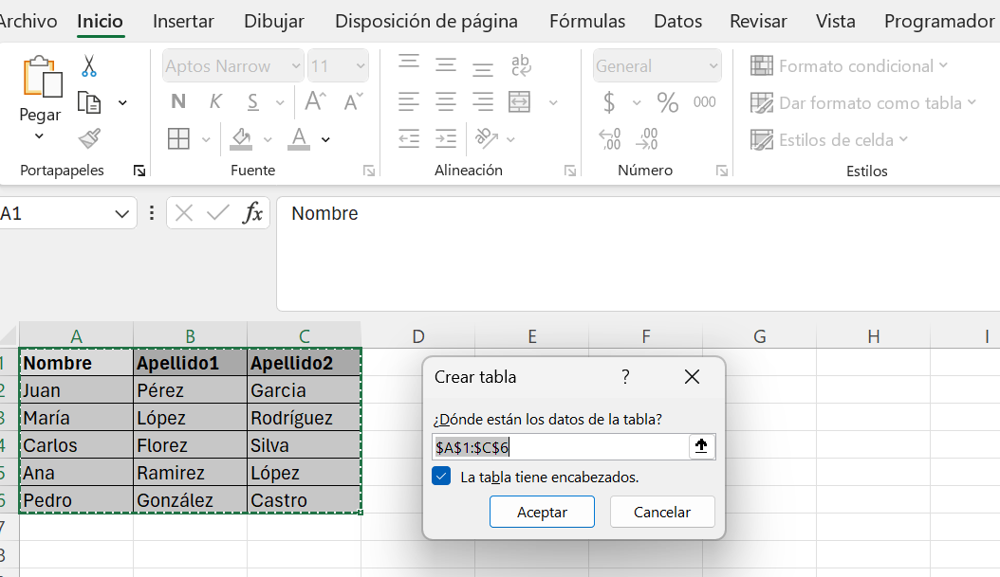 Archivo Inicio Insertar Dibujar Disposición de página Fórmulas Datos Revisar Vista Programador
Aptos Narrow 11 ab c General Formato condicional
Pegar N K S A A $ % 000 Dar formato como tabla
A ,00 ,00 Estilos de celda
Portapapeles Fuente Alineación Número Estilos
A1 fx Nombre
A B C D E F G H I
1 Nombre Apellido1 Apellido2
2 Juan Pérez Garcia
3 María López Rodríguez
4 Carlos Florez Silva
5 Ana Ramirez López
6 Pedro González Castro
7
8
Crear tabla ?
¿Dónde están los datos de la tabla?
$A$1:$C$6
La tabla tiene encabezados.
Aceptar Cancelar